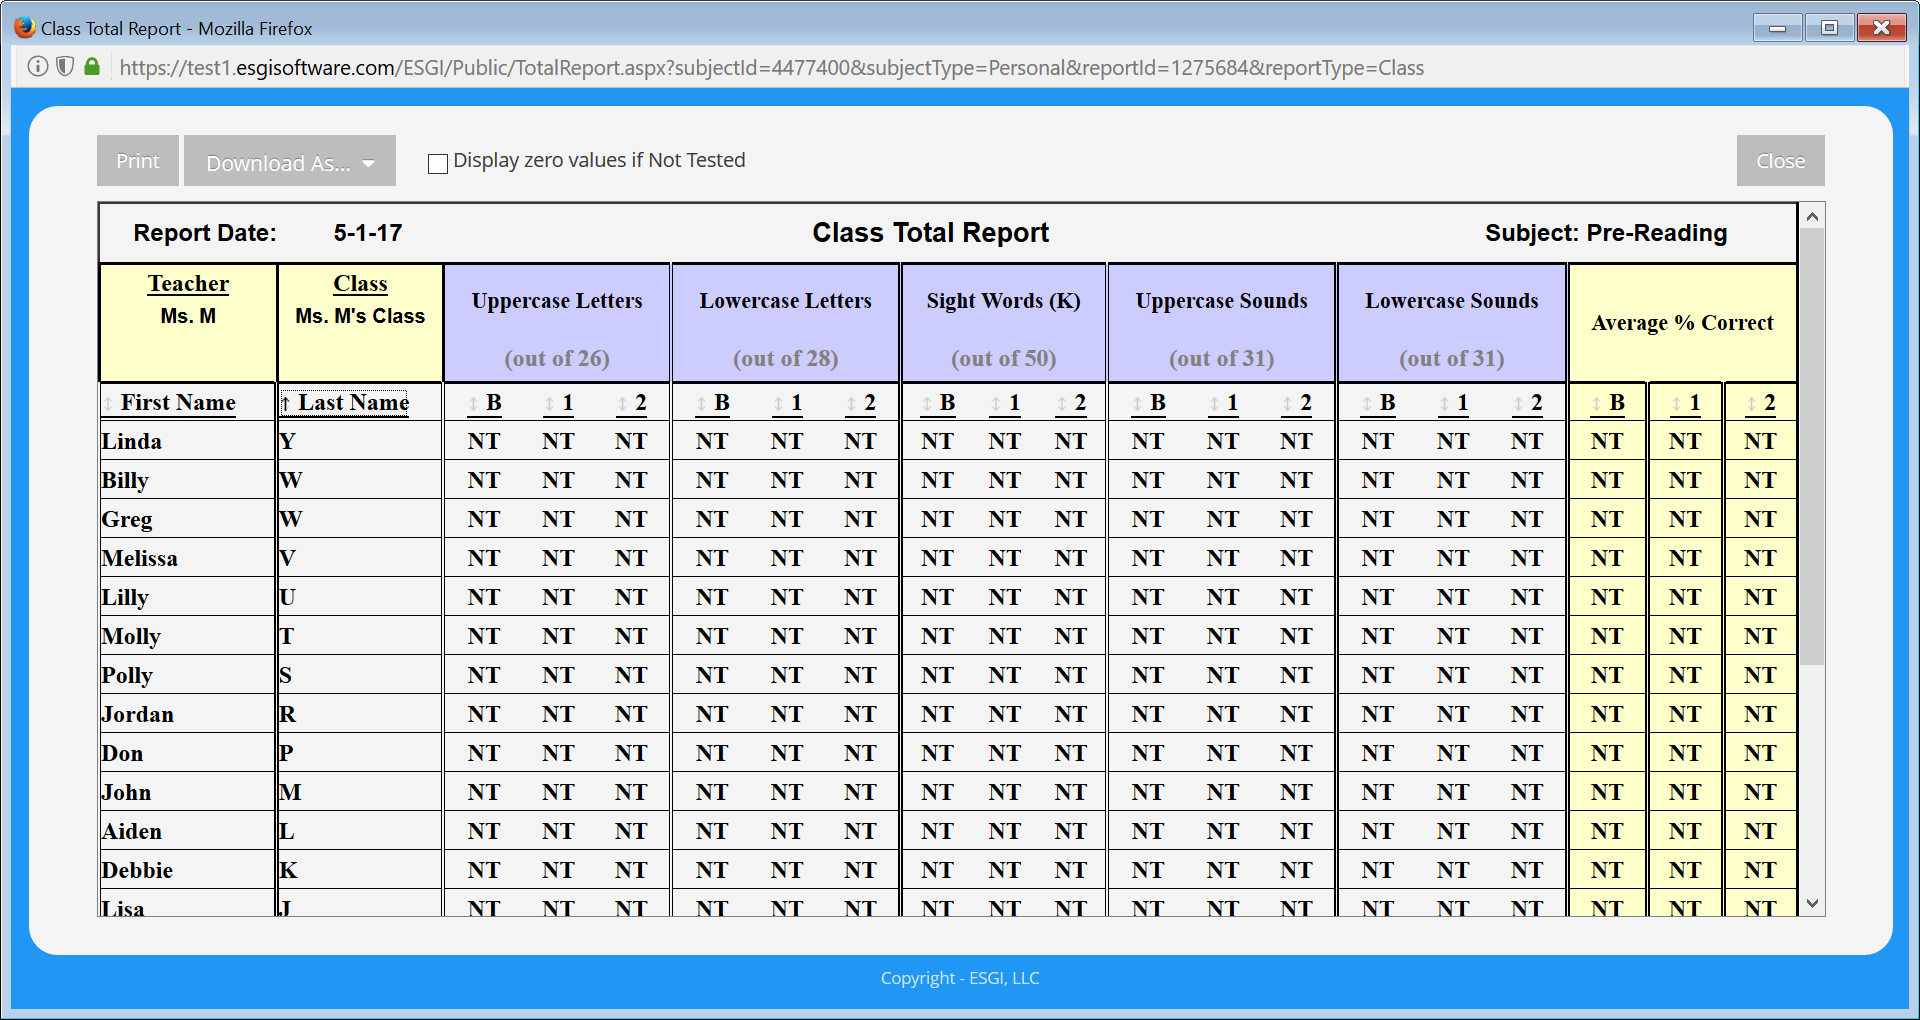 Class Total Report - Mozilla Firefox
https://test1.esgisoftware.com/ESGI/Public/TotalReport.aspx?subjectId=4477400&subjectType=Personal&reportId=1275684&reportType=Class
Print Download As... Display zero values if Not Tested Close
Report Date: 5-1-17 Class Total Report Subject: Pre-Reading
Teacher Class
Ms. M Ms. M's Class
Uppercase Letters Lowercase Letters Sight Words (K) Uppercase Sounds Lowercase Sounds Average % Correct
(out of 26) (out of 28) (out of 50) (out of 31) (out of 31)
↕ First Name ↑ Last Name ↕ B ↕ 1 ↕ 2 ↕ B ↕ 1 ↕ 2 ↕ B ↕ 1 ↕ 2 ↕ B ↕ 1 ↕ 2 ↕ B ↕ 1 ↕ 2 ↕ B ↕ 1 ↕ 2
Linda Y NT NT NT NT NT NT NT NT NT NT NT NT NT NT NT NT NT NT
Billy W NT NT NT NT NT NT NT NT NT NT NT NT NT NT NT NT NT NT
Greg W NT NT NT NT NT NT NT NT NT NT NT NT NT NT NT NT NT NT
Melissa V NT NT NT NT NT NT NT NT NT NT NT NT NT NT NT NT NT NT
Lilly U NT NT NT NT NT NT NT NT NT NT NT NT NT NT NT NT NT NT
Molly T NT NT NT NT NT NT NT NT NT NT NT NT NT NT NT NT NT NT
Polly S NT NT NT NT NT NT NT NT NT NT NT NT NT NT NT NT NT NT
Jordan R NT NT NT NT NT NT NT NT NT NT NT NT NT NT NT NT NT NT
Don P NT NT NT NT NT NT NT NT NT NT NT NT NT NT NT NT NT NT
John M NT NT NT NT NT NT NT NT NT NT NT NT NT NT NT NT NT NT
Aiden L NT NT NT NT NT NT NT NT NT NT NT NT NT NT NT NT NT NT
Debbie K NT NT NT NT NT NT NT NT NT NT NT NT NT NT NT NT NT NT
Lisa J NT NT NT NT NT NT NT NT NT NT NT NT NT NT NT NT NT NT
Copyright - ESGI, LLC